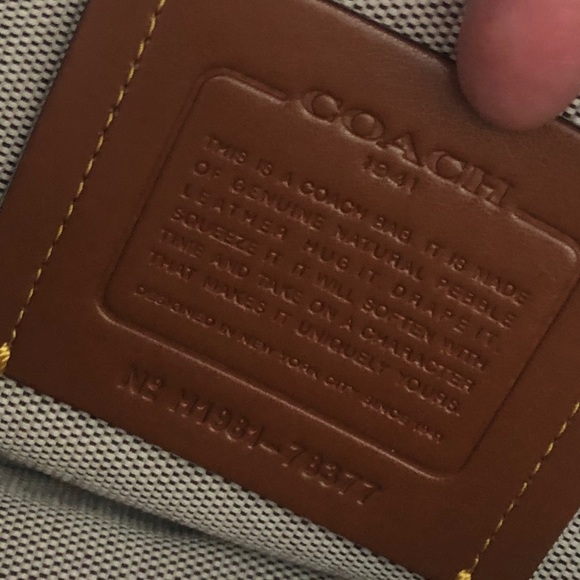 COACH
1941
THIS IS A COACH BAG. IT IS MADE
OF GENUINE NATURAL PEBBLE
LEATHER. HUG IT. DRAPE IT.
SQUEEZE IT. IT WILL SOFTEN WITH
TIME AND TAKE ON A CHARACTER
THAT MAKES IT UNIQUELY YOURS.
DESIGNED IN NEW YORK CITY SINCE 1941
Nº H1981-78377